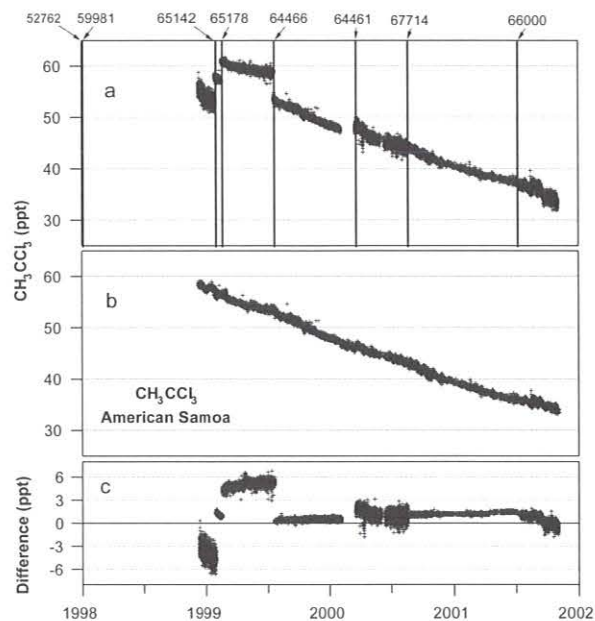 52762 59981 65142 65178 64466 64461 67714 66000
60
a
50
40
30
CH₃CCl₃ (ppt)
60
b
50
40
CH₃CCl₃
American Samoa
30
6
c
3
0
-3
-6
Difference (ppt)
1998 1999 2000 2001 2002